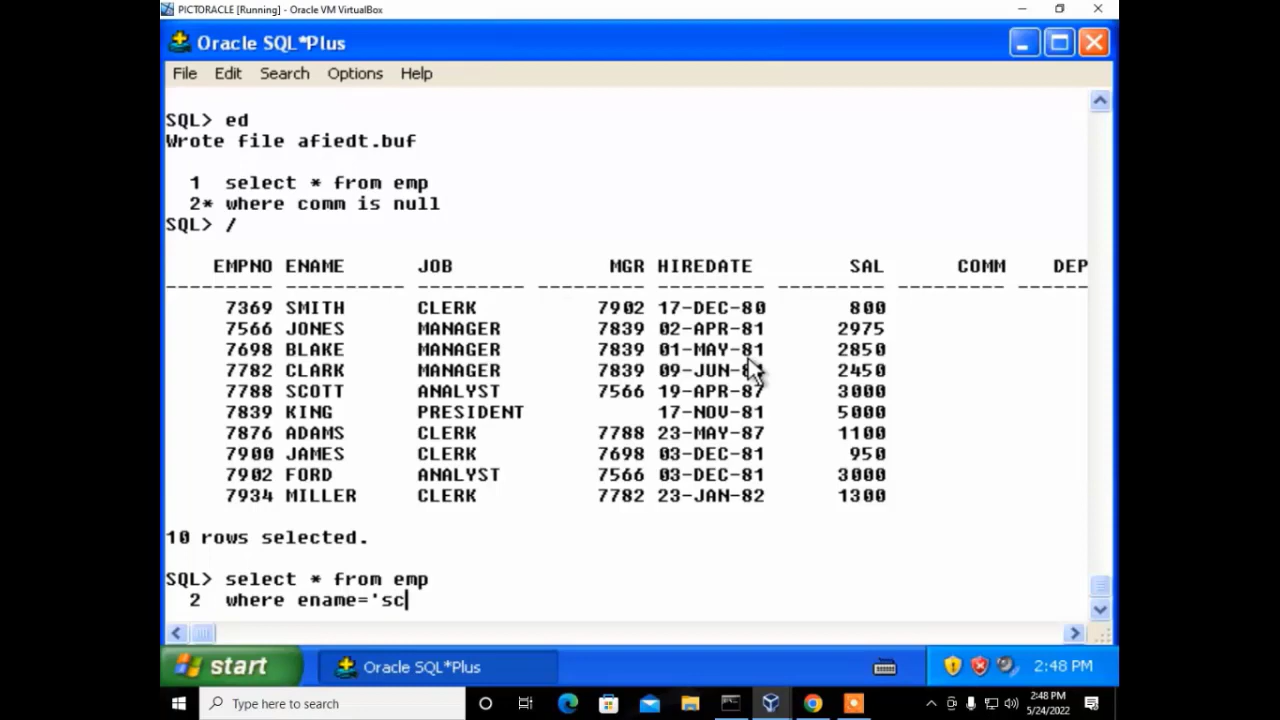 PICTORACLE [Running] - Oracle VM VirtualBox
Oracle SQL*Plus
File Edit Search Options Help
SQL> ed
Wrote file afiedt.buf
1 select * from emp
2* where comm is null
SQL> /
EMPNO ENAME JOB MGR HIREDATE SAL COMM DEP
--------- ---------- --------- --------- --------- --------- --------- ------
7369 SMITH CLERK 7902 17-DEC-80 800
7566 JONES MANAGER 7839 02-APR-81 2975
7698 BLAKE MANAGER 7839 01-MAY-81 2850
7782 CLARK MANAGER 7839 09-JUN-8 2450
7788 SCOTT ANALYST 7566 19-APR-87 3000
7839 KING PRESIDENT 17-NOV-81 5000
7876 ADAMS CLERK 7788 23-MAY-87 1100
7900 JAMES CLERK 7698 03-DEC-81 950
7902 FORD ANALYST 7566 03-DEC-81 3000
7934 MILLER CLERK 7782 23-JAN-82 1300
10 rows selected.
SQL> select * from emp
2 where ename='sc
start Oracle SQL*Plus 2:48 PM
Type here to search
2:48 PM
5/24/2022